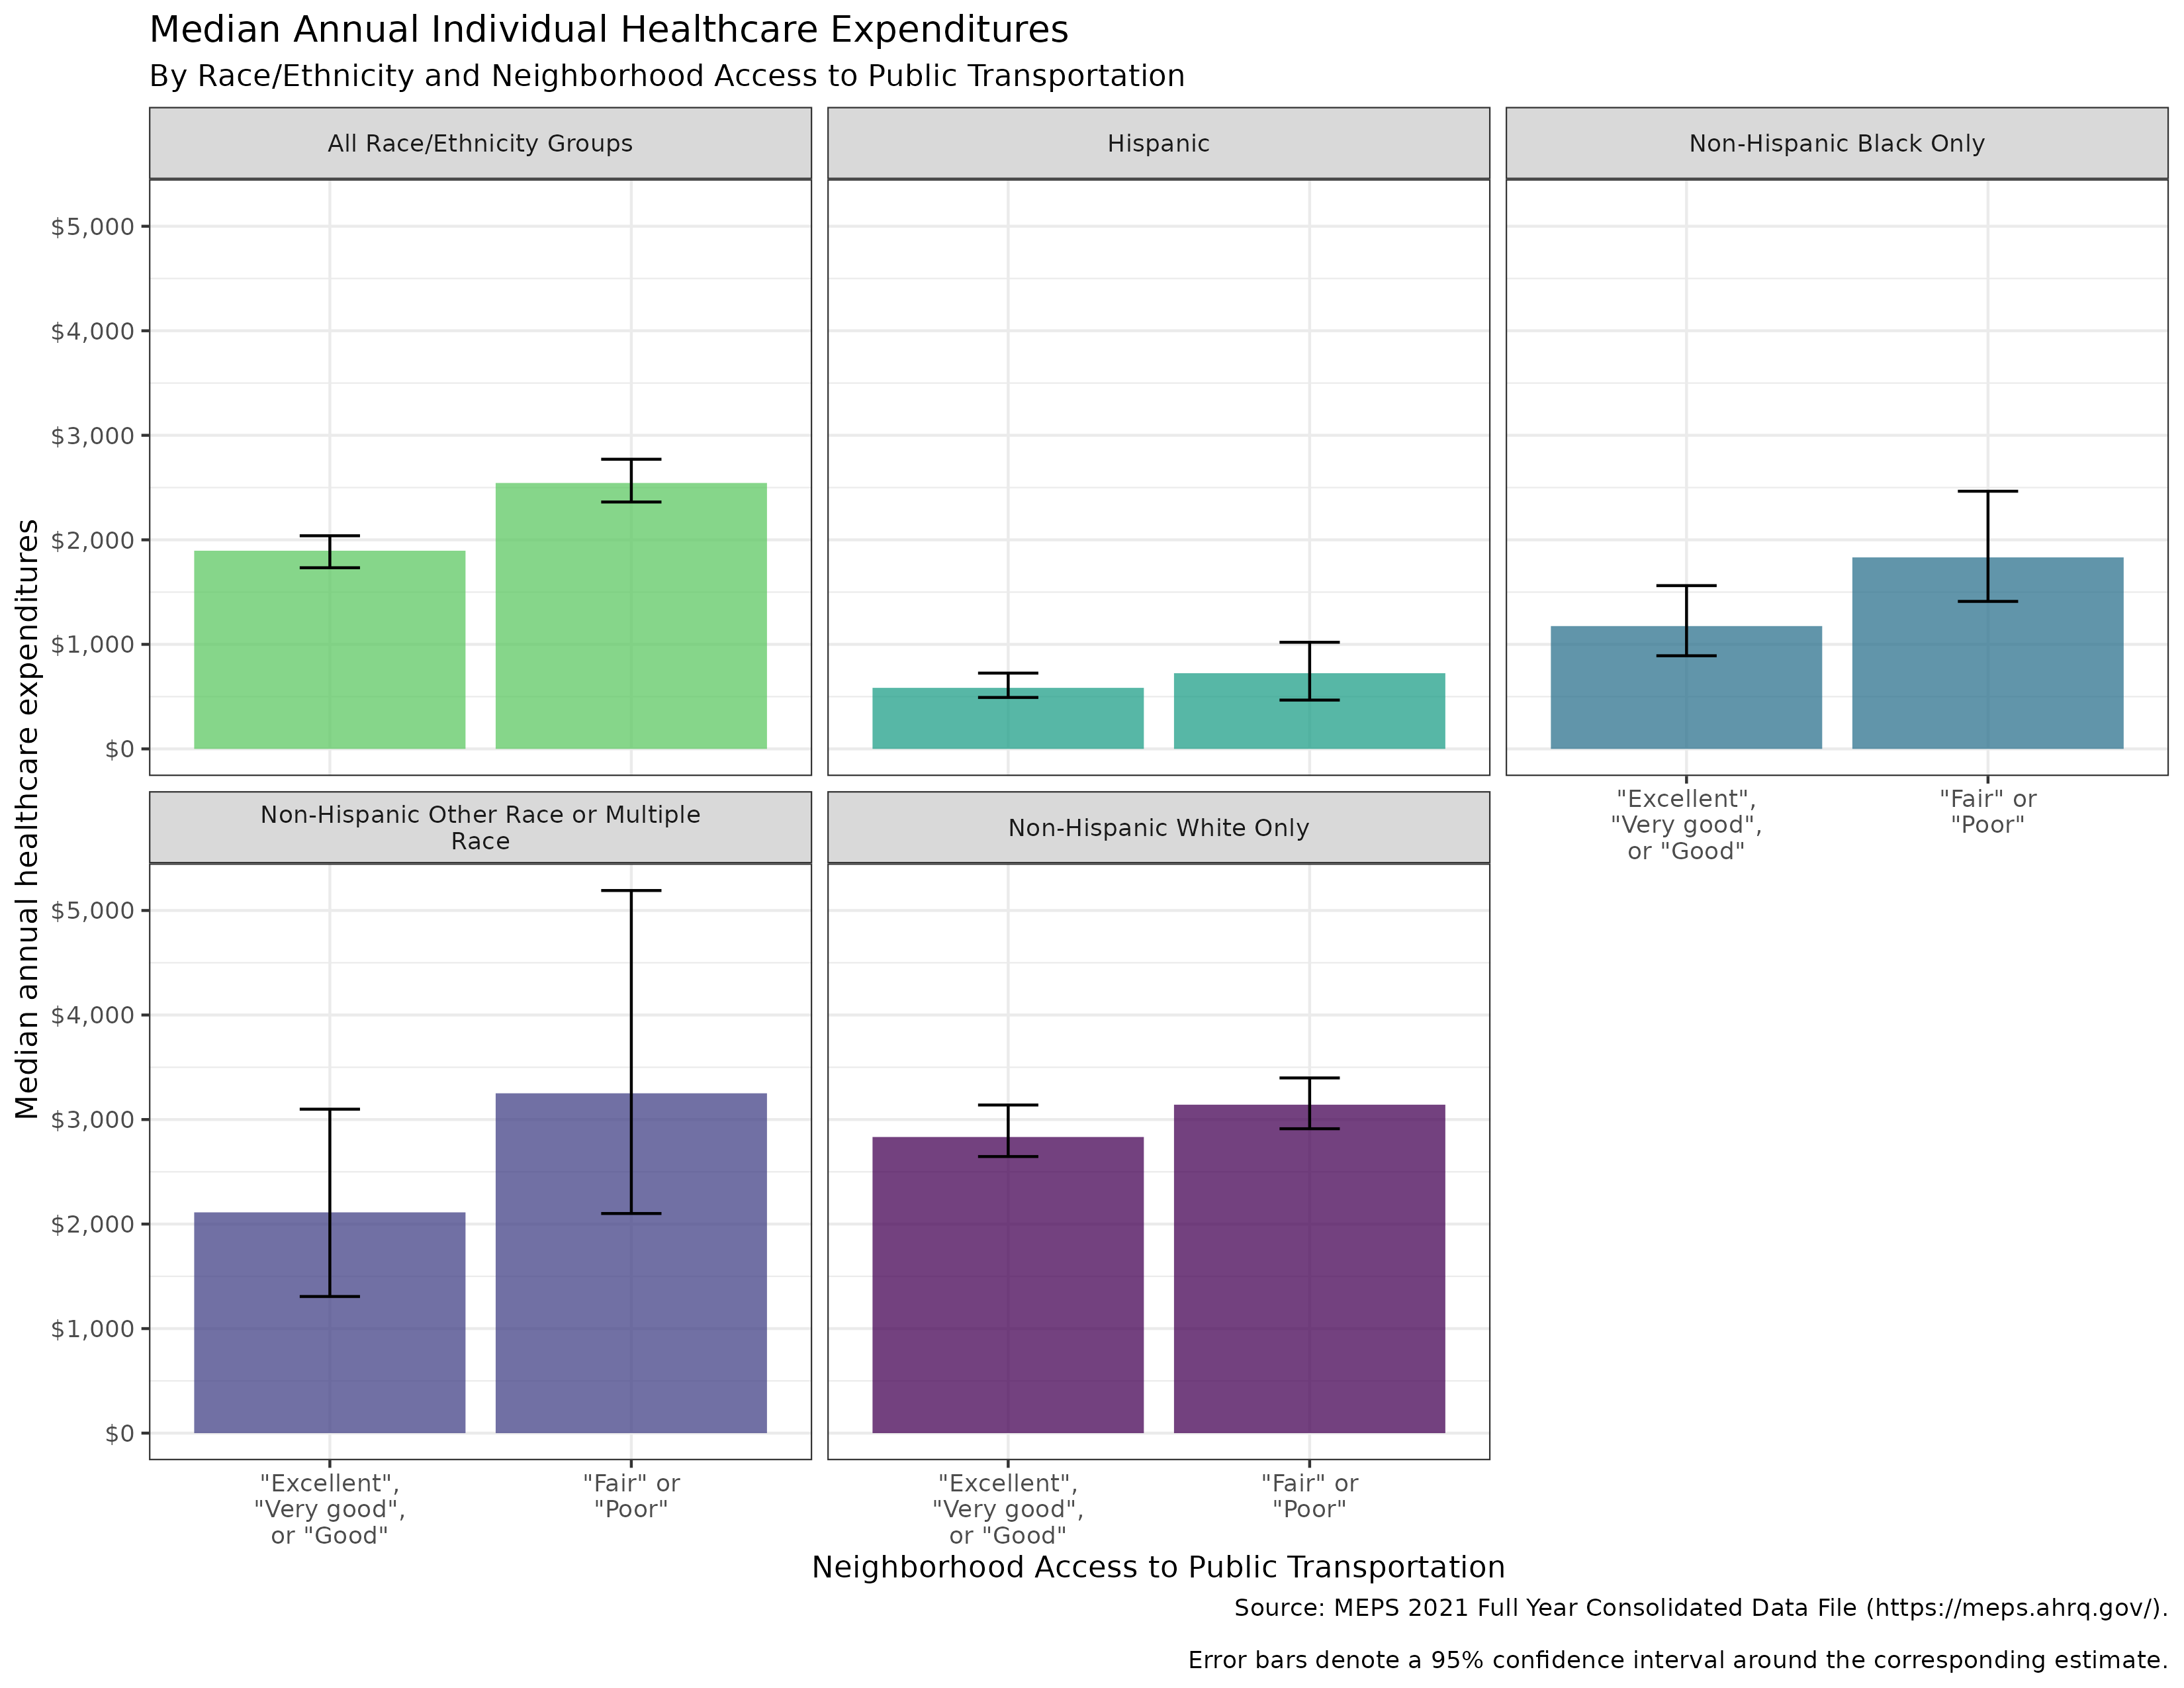 Median Annual Individual Healthcare Expenditures
By Race/Ethnicity and Neighborhood Access to Public Transportation
All Race/Ethnicity Groups
Hispanic
Non-Hispanic Black Only
$5,000
$4,000
$3,000
$2,000
$1,000
$0
"Excellent",
"Very good",
or "Good"
"Fair" or
"Poor"
Non-Hispanic Other Race or Multiple
Race
Non-Hispanic White Only
$5,000
$4,000
$3,000
$2,000
$1,000
$0
"Excellent",
"Very good",
or "Good"
"Fair" or
"Poor"
"Excellent",
"Very good",
or "Good"
"Fair" or
"Poor"
Median annual healthcare expenditures
Neighborhood Access to Public Transportation
Source: MEPS 2021 Full Year Consolidated Data File (https://meps.ahrq.gov/).
Error bars denote a 95% confidence interval around the corresponding estimate.